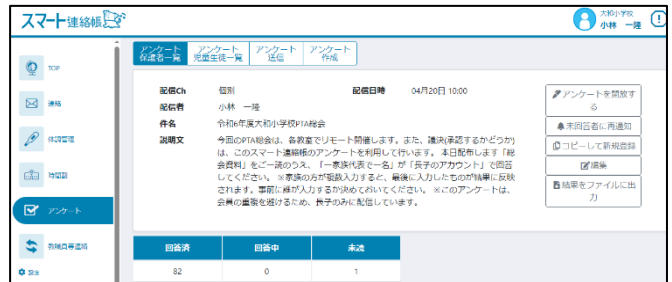 スマート連絡帳
大和小学校
小林 一陸
TOP
連絡
体調管理
時間割
アンケート
教職員等連絡
設定
アンケート
保護者一覧
アンケート
児童生徒一覧
アンケート
送信
アンケート
作成
配信Ch 個別 配信日時 04月20日 10:00
配信者 小林 一陸
件名 令和6年度大和小学校PTA総会
説明文 今回のPTA総会は、各教室でリモート開催します。また、議決(承認するかどうか)
は、このスマート連絡帳のアンケートを利用して行います。 本日配布します「総
会資料」をご一読のうえ、「一家族代表で一名」が「長子のアカウント」で回答
してください。 ※家族の方が複数入力すると、最後に入力したものが結果に反映
されます。事前に誰が入力するか決めておいてください。 ※このアンケートは、
会員の重複を避けるため、長子のみに配信しています。
アンケートを開放す
る
未回答者に再通知
コピーして新規登録
編集
結果をファイルに出
力
回答済 回答中 未読
82 0 1